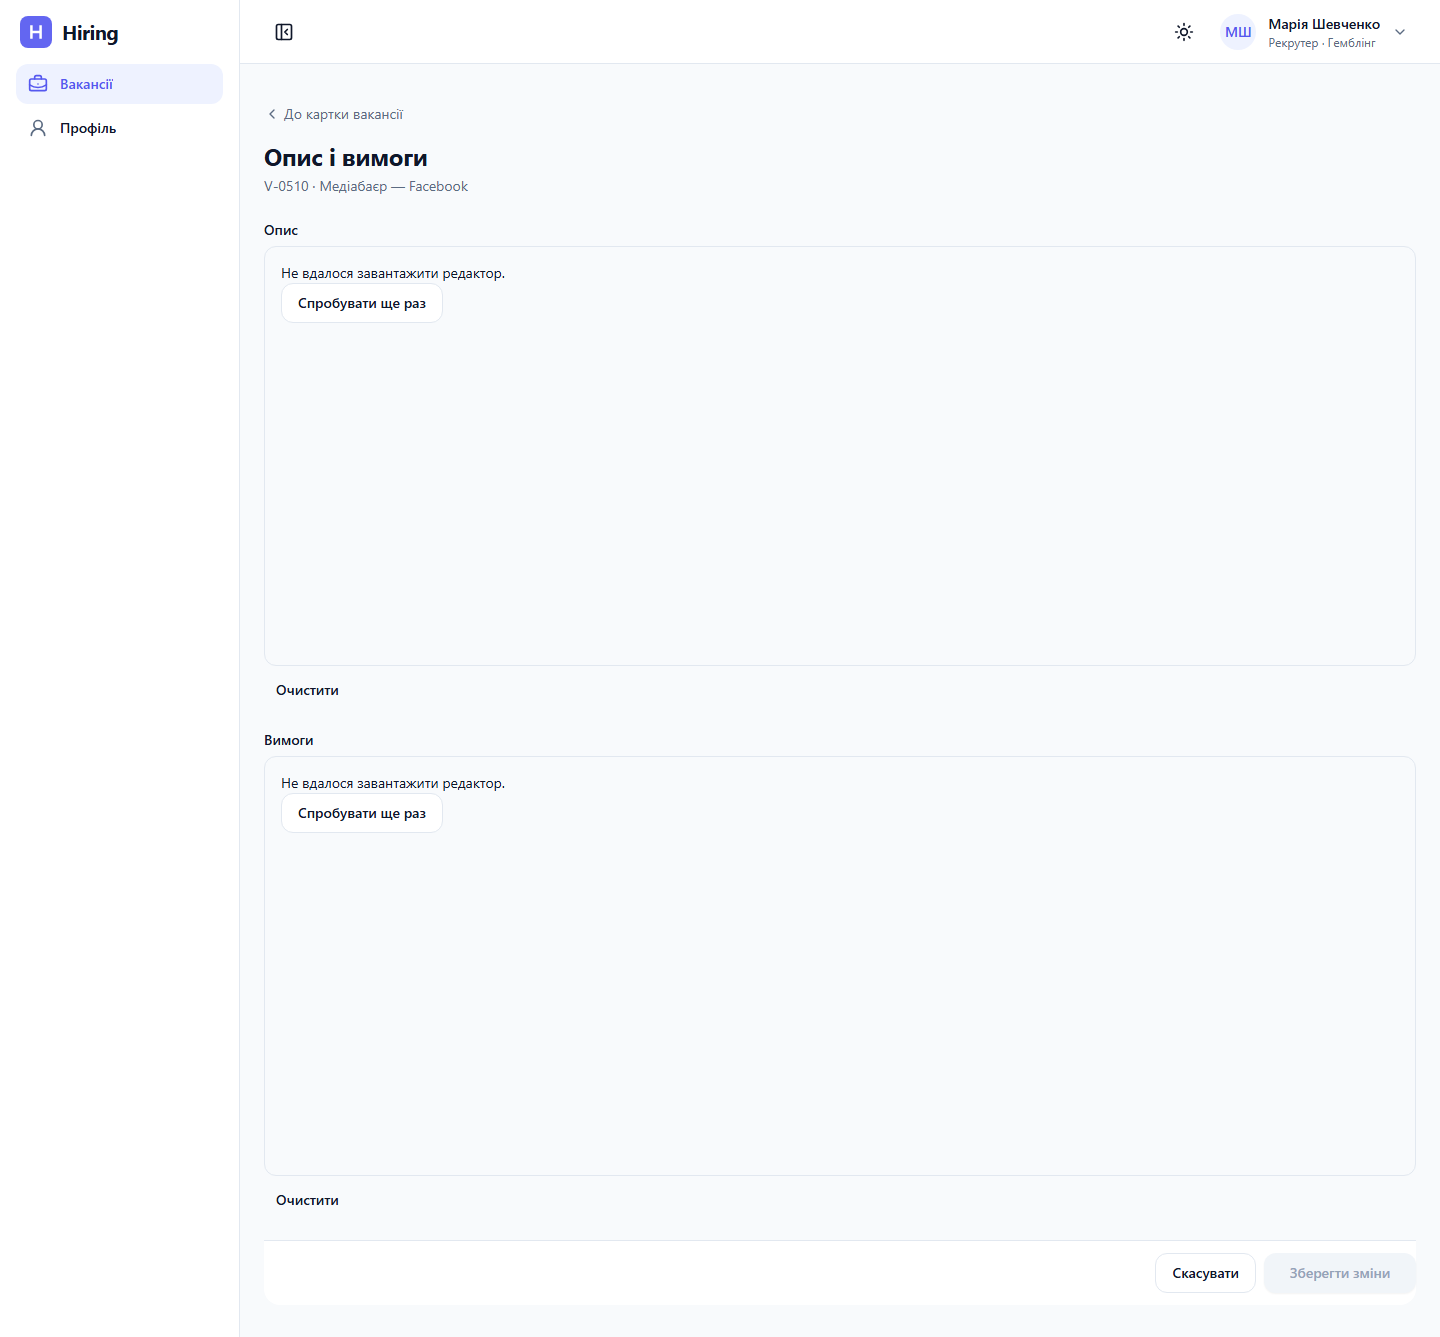 H Hiring
МШ
Марія Шевченко
Рекрутер · Гемблінг
Вакансії
Профіль
До картки вакансії
Опис і вимоги
V-0510 · Медіабаєр — Facebook
Опис
Не вдалося завантажити редактор.
Спробувати ще раз
Очистити
Вимоги
Не вдалося завантажити редактор.
Спробувати ще раз
Очистити
Скасувати
Зберегти зміни